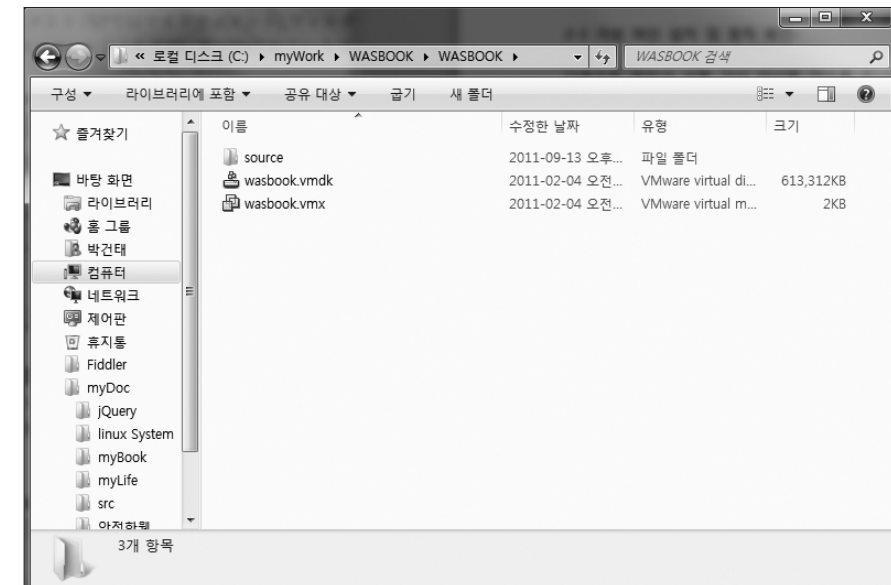 « 로컬 디스크 (C:) ▸ myWork ▸ WASBOOK ▸ WASBOOK ▸ WASBOOK 검색
구성 ▼ 라이브러리에 포함 ▼ 공유 대상 ▼ 굽기 새 폴더
즐겨찾기
바탕 화면
라이브러리
홈 그룹
박건태
컴퓨터
네트워크
제어판
휴지통
Fiddler
myDoc
jQuery
linux System
myBook
myLife
src
안전한웹
이름 수정한 날짜 유형 크기
source 2011-09-13 오후... 파일 폴더
wasbook.vmdk 2011-02-04 오전... VMware virtual di... 613,312KB
wasbook.vmx 2011-02-04 오전... VMware virtual m... 2KB
3개 항목